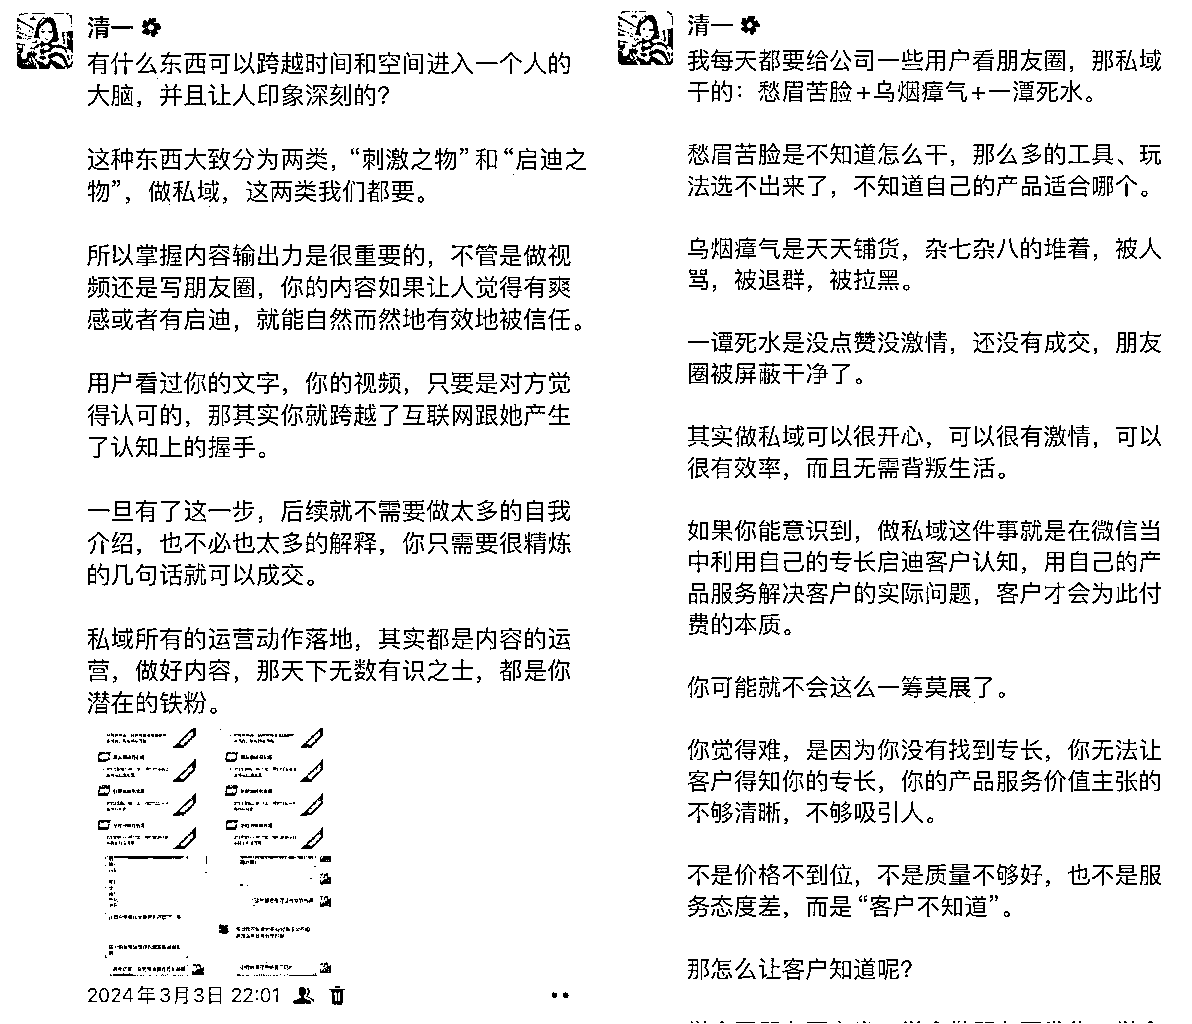 清一
有什么东西可以跨越时间和空间进入一个人的
大脑，并且让人印象深刻的？
这种东西大致分为两类，“刺激之物”和“启迪之
物”，做私域，这两类我们都要。
所以掌握内容输出力是很重要的，不管是做视
频还是写朋友圈，你的内容如果让人觉得有爽
感或者有启迪，就能自然而然地有效地被信任。
用户看过你的文字，你的视频，只要是对方觉
得认可的，那其实你就跨越了互联网跟她产生
了认知上的握手。
一旦有了这一步，后续就不需要做太多的自我
介绍，也不必也太多的解释，你只需要很精炼
的几句话就可以成交。
私域所有的运营动作落地，其实都是内容的运
营，做好内容，那天下无数有识之士，都是你
潜在的铁粉。
2024年3月3日 22:01
清一
我每天都要给公司一些用户看朋友圈，那私域
干的：愁眉苦脸+乌烟瘴气+一潭死水。
愁眉苦脸是不知道怎么干，那么多的工具、玩
法选不出来了，不知道自己的产品适合哪个。
乌烟瘴气是天天铺货，杂七杂八的堆着，被人
骂，被退群，被拉黑。
一谭死水是没点赞没激情，还没有成交，朋友
圈被屏蔽干净了。
其实做私域可以很开心，可以很有激情，可以
很有效率，而且无需背叛生活。
如果你能意识到，做私域这件事就是在微信当
中利用自己的专长启迪客户认知，用自己的产
品服务解决客户的实际问题，客户才会为此付
费的本质。
你可能就不会这么一筹莫展了。
你觉得难，是因为你没有找到专长，你无法让
客户得知你的专长，你的产品服务价值主张的
不够清晰，不够吸引人。
不是价格不到位，不是质量不够好，也不是服
务态度差，而是“客户不知道”。
那怎么让客户知道呢？